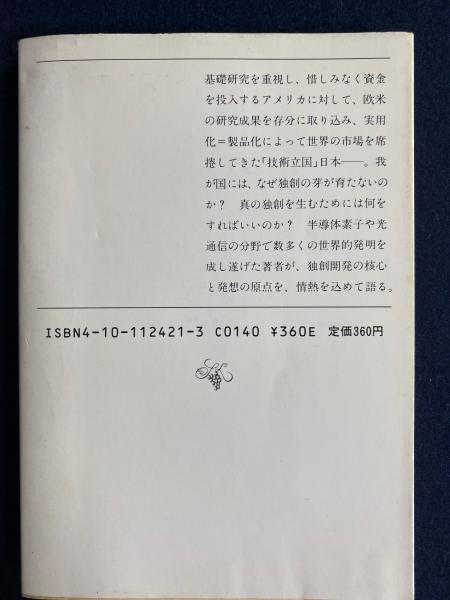 基礎研究を重視し、惜しみなく資金
を投入するアメリカに対して、欧米
の研究成果を存分に取り込み、実用
化＝製品化によって世界の市場を席
捲してきた「技術立国」日本――。我
が国には、なぜ独創の芽が育たないの
か？　真の独創を生むためには何を
すればいいのか？　半導体素子や光
通信の分野で数多くの世界的発明を
成し遂げた著者が、独創開発の核心
と発想の原点を、情熱を込めて語る。
ISBN4-10-112421-3 C0140 ¥360E 定価360円